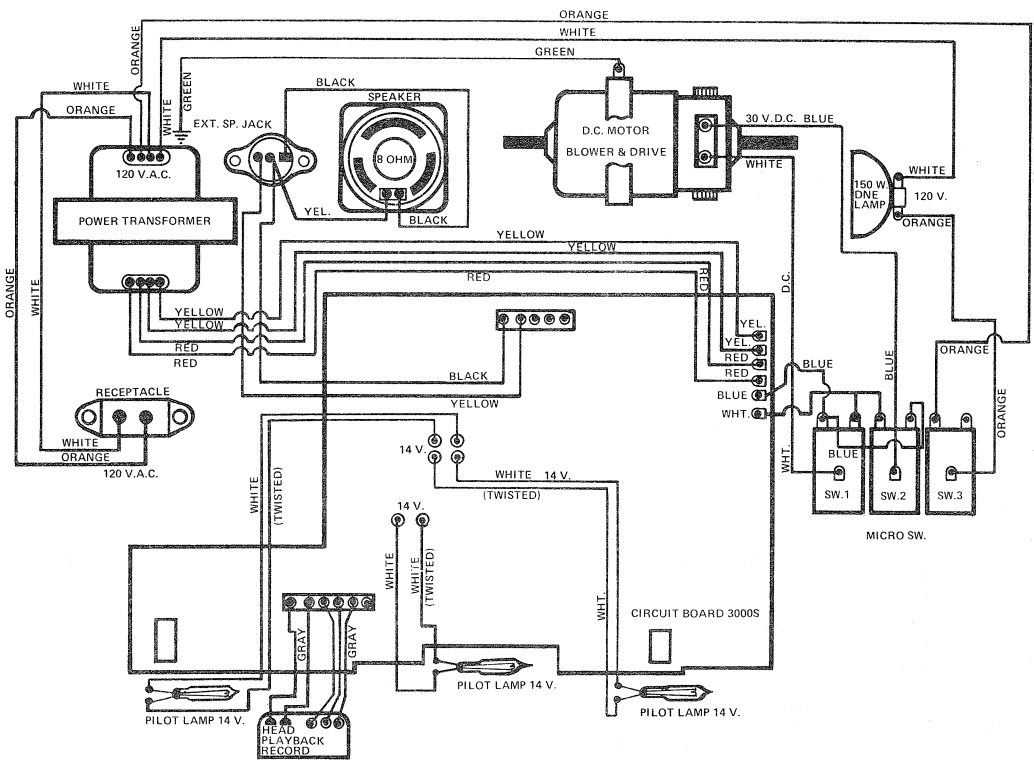 ORANGE
WHITE
GREEN
ORANGE
WHITE
ORANGE
WHITE
GREEN
BLACK
SPEAKER
EXT. SP. JACK
8 OHM
120 V.A.C.
POWER TRANSFORMER
YEL.
BLACK
D.C. MOTOR
BLOWER & DRIVE
30 V.D.C. BLUE
WHITE
150 W.
DNE
LAMP
WHITE
120 V.
ORANGE
YELLOW
YELLOW
RED
RED
D.C.
ORANGE
WHITE
YELLOW
YELLOW
RED
RED
YEL.
YEL.
RED
RED
BLUE
WHT.
BLUE
BLUE
ORANGE
ORANGE
BLACK
YELLOW
RECEPTACLE
WHITE
ORANGE
120 V.A.C.
14 V.
WHITE 14 V.
(TWISTED)
WHITE
(TWISTED)
WHT.
BLUE
SW.1
SW.2
SW.3
MICRO SW.
14 V.
WHITE
WHITE
(TWISTED)
WHT.
CIRCUIT BOARD 3000S
GRAY
GRAY
PILOT LAMP 14 V.
PILOT LAMP 14 V.
PILOT LAMP 14 V.
HEAD
PLAYBACK
RECORD